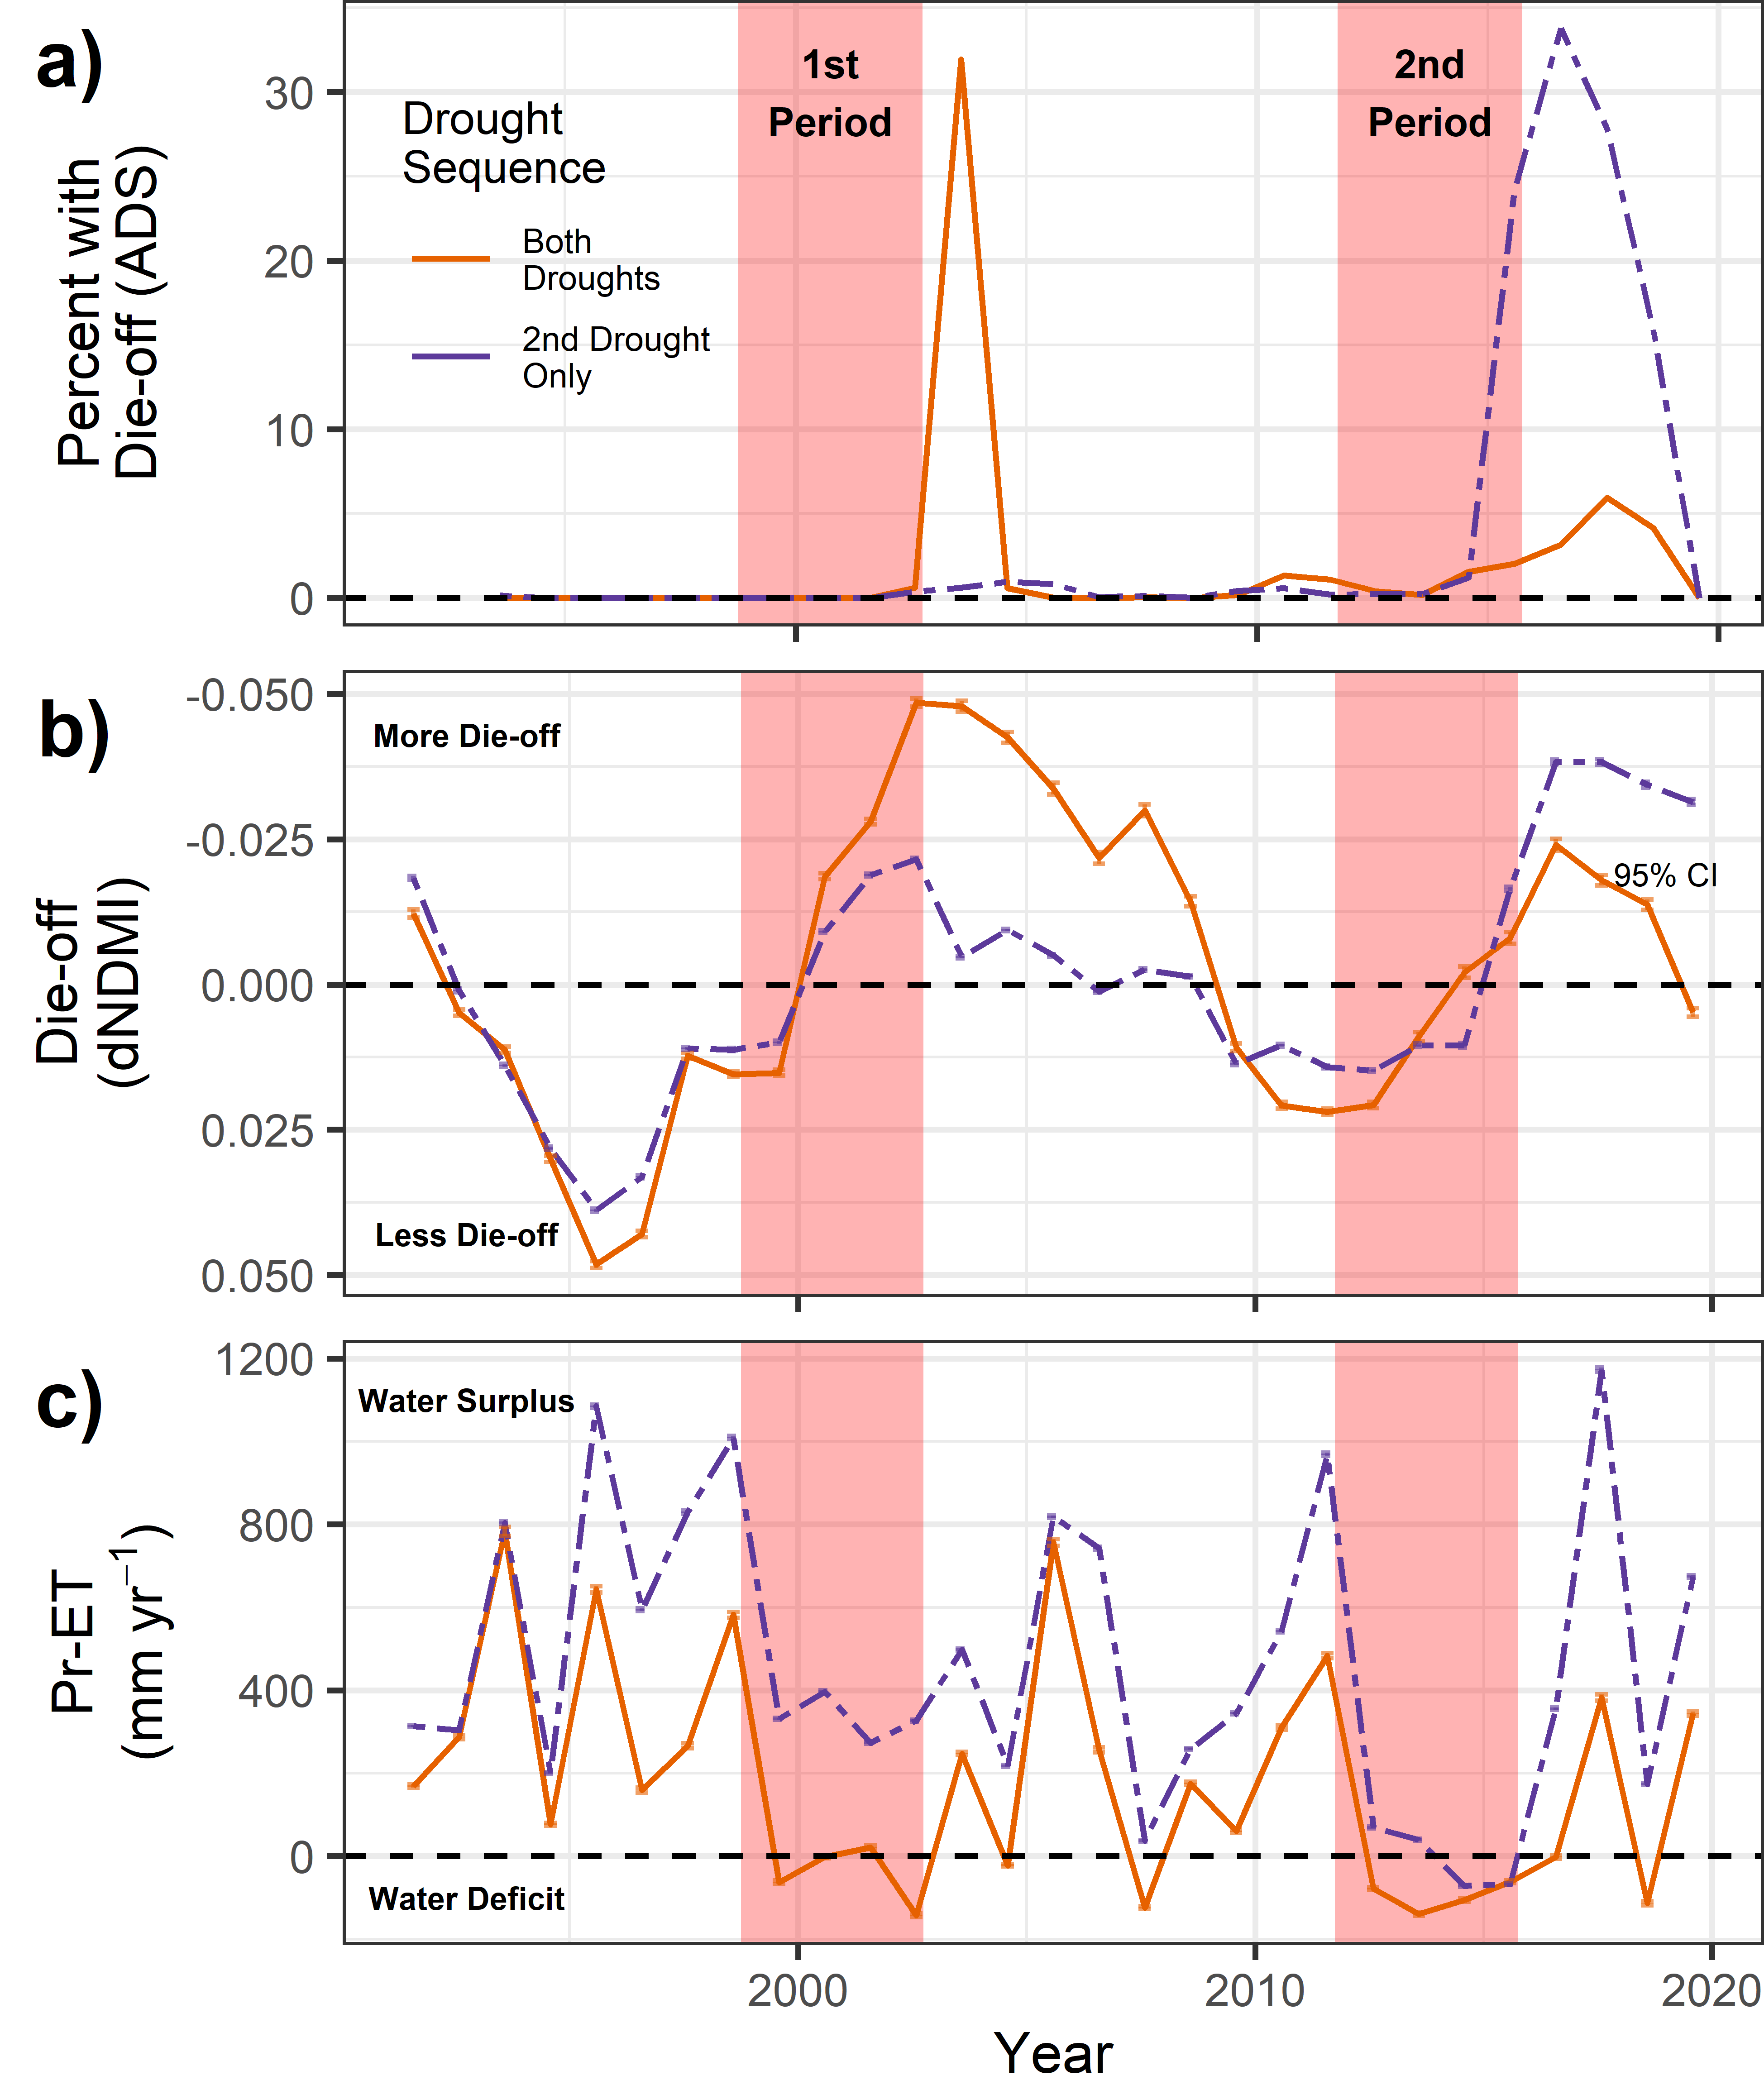 a)
Percent with
Die-off (ADS)
30
20
10
0
1st
Period
2nd
Period
Drought
Sequence
Both
Droughts
2nd Drought
Only
b)
Die-off
(dNDMI)
-0.050
-0.025
0.000
0.025
0.050
More Die-off
Less Die-off
95% CI
c)
Pr-ET
(mm yr⁻¹)
1200
800
400
0
Water Surplus
Water Deficit
2000
2010
2020
Year